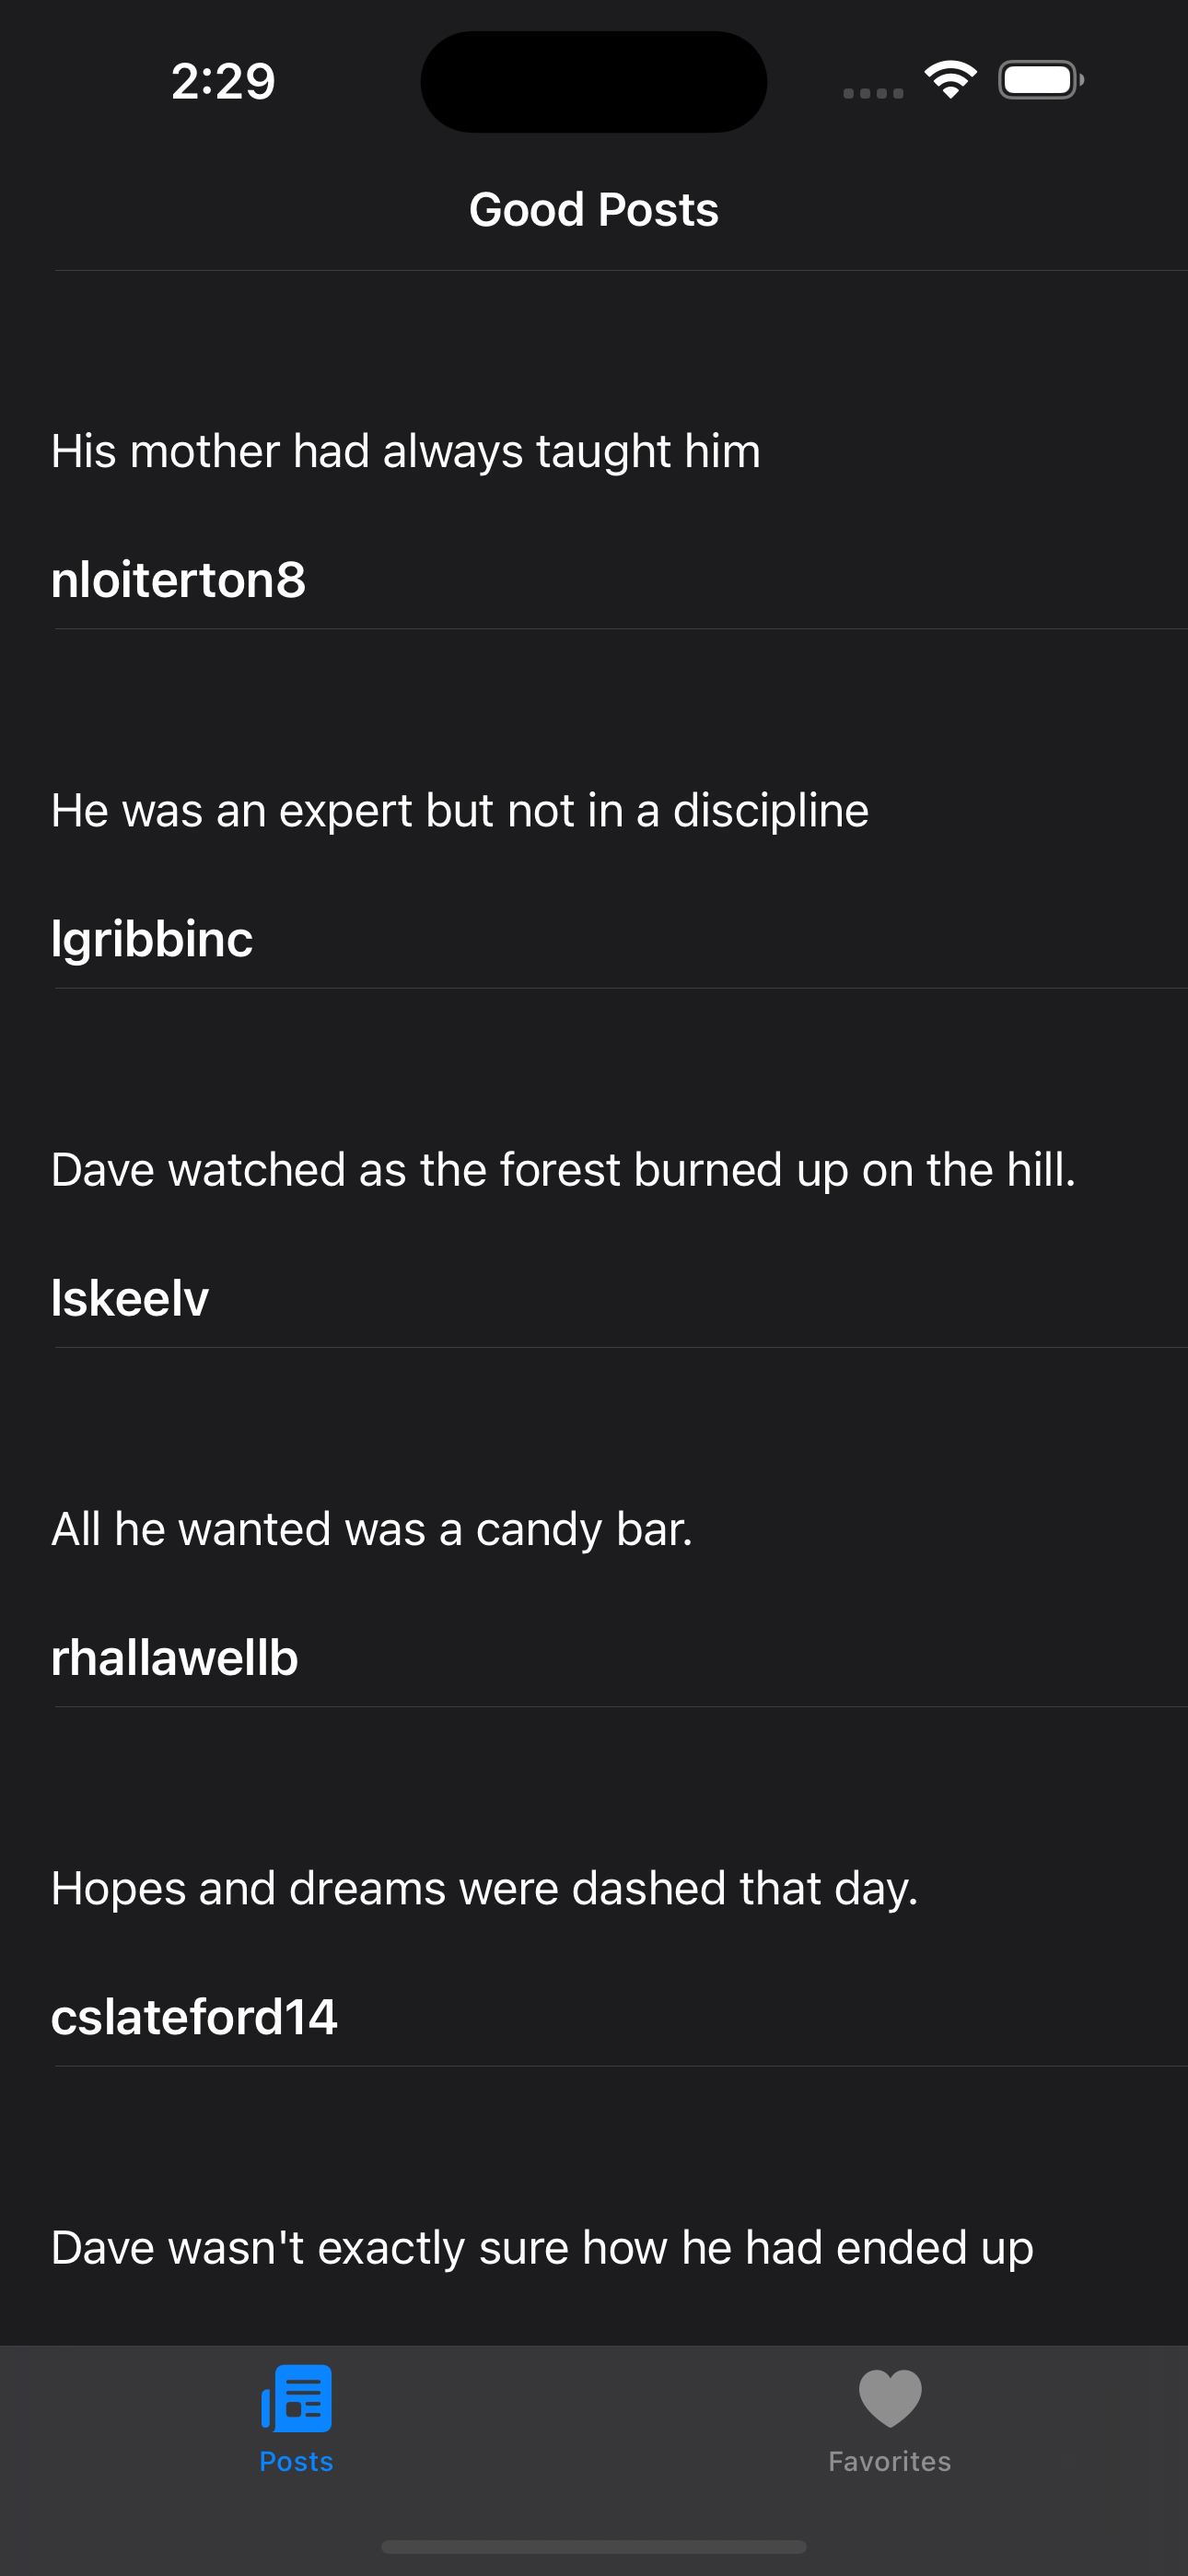 2:29
Good Posts
His mother had always taught him
nloiterton8
He was an expert but not in a discipline
lgribbinc
Dave watched as the forest burned up on the hill.
lskeelv
All he wanted was a candy bar.
rhallawellb
Hopes and dreams were dashed that day.
cslateford14
Dave wasn't exactly sure how he had ended up
Posts
Favorites